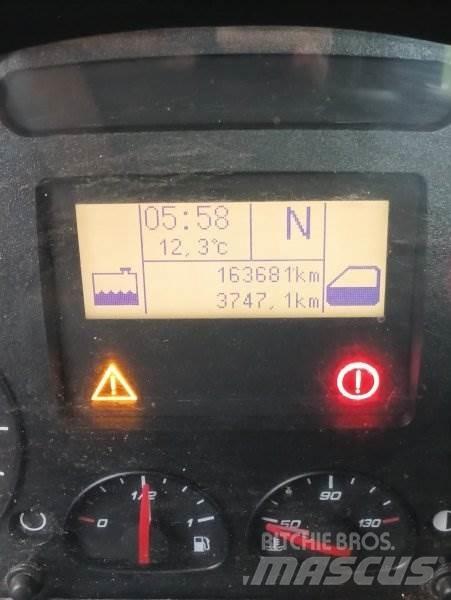 05:58
N
12,3°c
163681km
3747,1km
0
1/2
1
50
90
130
RITCHIE BROS.
MASCUS